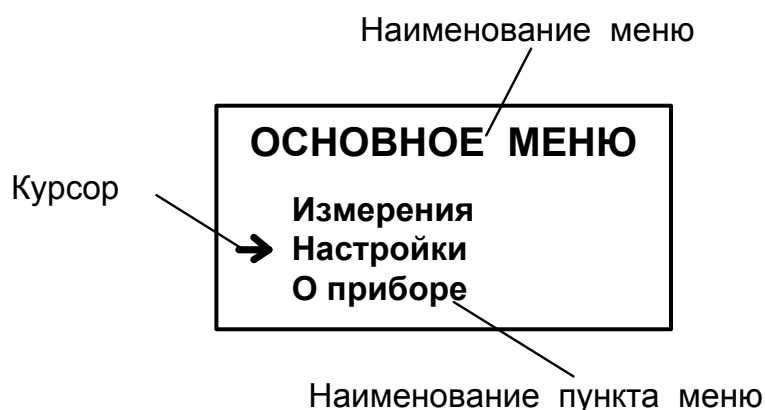 Наименование меню
ОСНОВНОЕ МЕНЮ
Курсор
Измерения
Настройки
О приборе
Наименование пункта меню